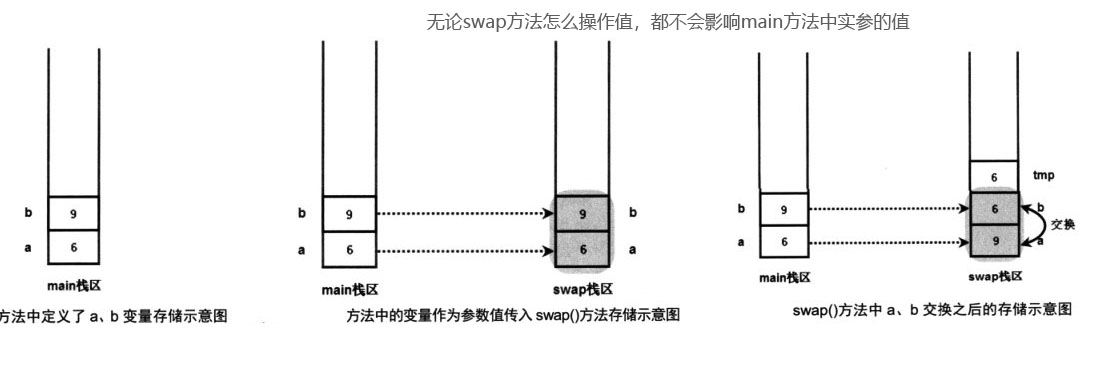 无论swap方法怎么操作值，都不会影响main方法中实参的值
b 9
a 6
main栈区
方法中定义了 a、b 变量存储示意图
b 9 9 b
a 6 6 a
main栈区 swap栈区
方法中的变量作为参数值传入 swap()方法存储示意图
6 tmp
b 9 6 b
交换
a 6 9 a
main栈区 swap栈区
swap()方法中 a、b 交换之后的存储示意图